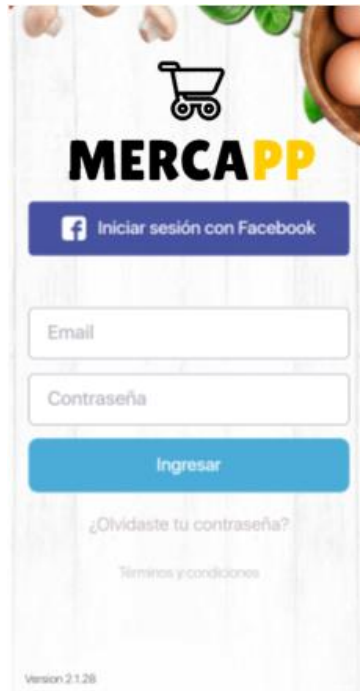 MERCAPP
Iniciar sesión con Facebook
Email
Contraseña
Ingresar
¿Olvidaste tu contraseña?
Términos y condiciones
Version 2.1.28